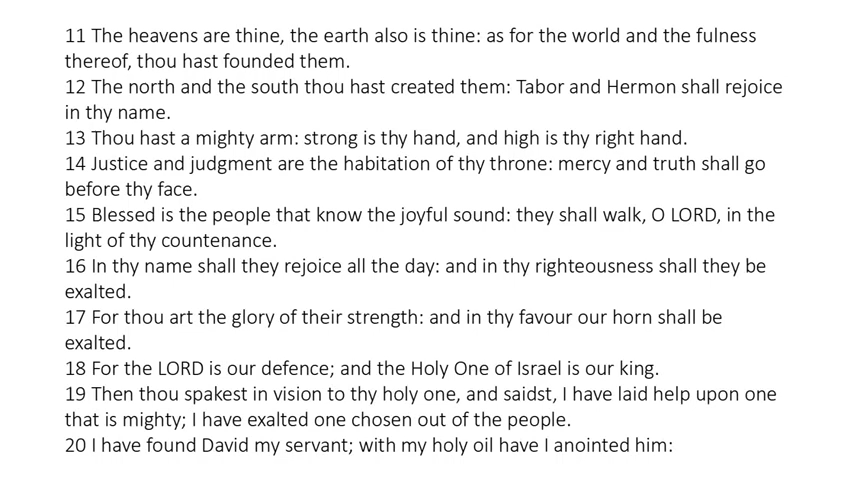 11 The heavens are thine, the earth also is thine: as for the world and the fulness
thereof, thou hast founded them.
12 The north and the south thou hast created them: Tabor and Hermon shall rejoice
in thy name.
13 Thou hast a mighty arm: strong is thy hand, and high is thy right hand.
14 Justice and judgment are the habitation of thy throne: mercy and truth shall go
before thy face.
15 Blessed is the people that know the joyful sound: they shall walk, O LORD, in the
light of thy countenance.
16 In thy name shall they rejoice all the day: and in thy righteousness shall they be
exalted.
17 For thou art the glory of their strength: and in thy favour our horn shall be
exalted.
18 For the LORD is our defence; and the Holy One of Israel is our king.
19 Then thou spakest in vision to thy holy one, and saidst, I have laid help upon one
that is mighty; I have exalted one chosen out of the people.
20 I have found David my servant; with my holy oil have I anointed him: